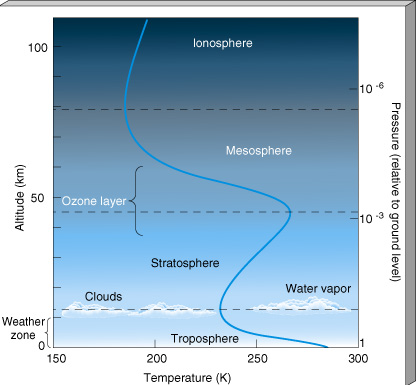 Ionosphere
100
10-6
Mesosphere
Ozone layer
50
10-3
Stratosphere
Clouds
Water vapor
Weather
zone
Troposphere
0
1
150
200
250
300
Temperature (K)
Altitude (km)
Pressure (relative to ground level)